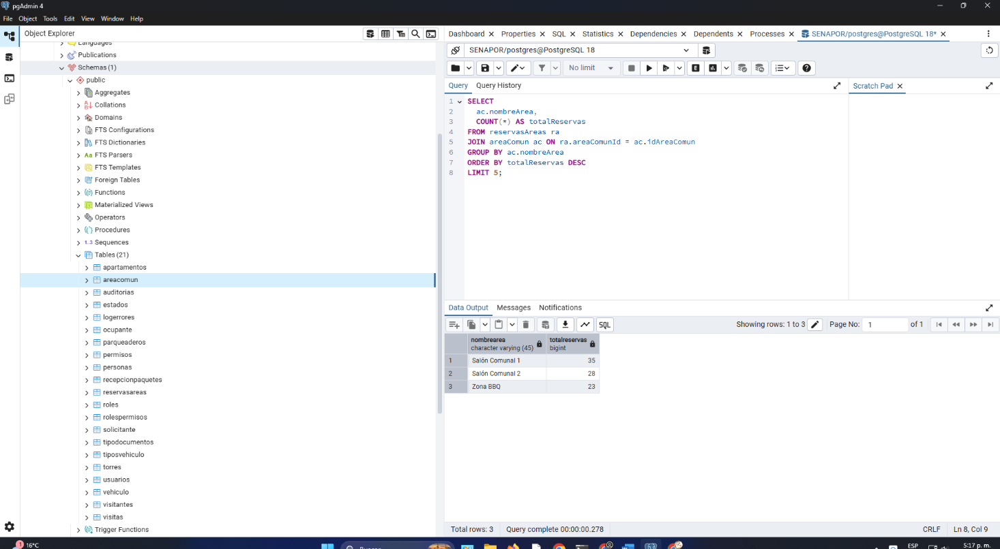 pgAdmin 4
File Object Tools Edit View Window Help
Object Explorer
Languages
Publications
Schemas (1)
public
Aggregates
Collations
Domains
FTS Configurations
FTS Dictionaries
Aa FTS Parsers
FTS Templates
Foreign Tables
Functions
Materialized Views
Operators
Procedures
1..3 Sequences
Tables (21)
apartamentos
areacomun
auditorias
estados
logerrores
ocupante
parqueaderos
permisos
personas
recepcionpaquetes
reservasareas
roles
rolespermisos
solicitante
tipodocumentos
tiposvehiculo
torres
usuarios
vehiculo
visitantes
visitas
Trigger Functions
Dashboard Properties SQL Statistics Dependencies Dependents Processes SENAPOR/postgres@PostgreSQL 18*
SENAPOR/postgres@PostgreSQL 18
No limit
E
Query Query History
Scratch Pad
1 SELECT
2 ac.nombreArea,
3 COUNT(*) AS totalReservas
4 FROM reservasAreas ra
5 JOIN areaComun ac ON ra.areaComunId = ac.idAreaComun
6 GROUP BY ac.nombreArea
7 ORDER BY totalReservas DESC
8 LIMIT 5;
Data Output Messages Notifications
SQL
Showing rows: 1 to 3 Page No: 1 of 1
nombrearea totalreservas
character varying (45) bigint
1 Salón Comunal 1 35
2 Salón Comunal 2 28
3 Zona BBQ 23
Total rows: 3 Query complete 00:00:00.278 CRLF Ln 8, Col 9
1 16°C
ESP 5:17 p. m.